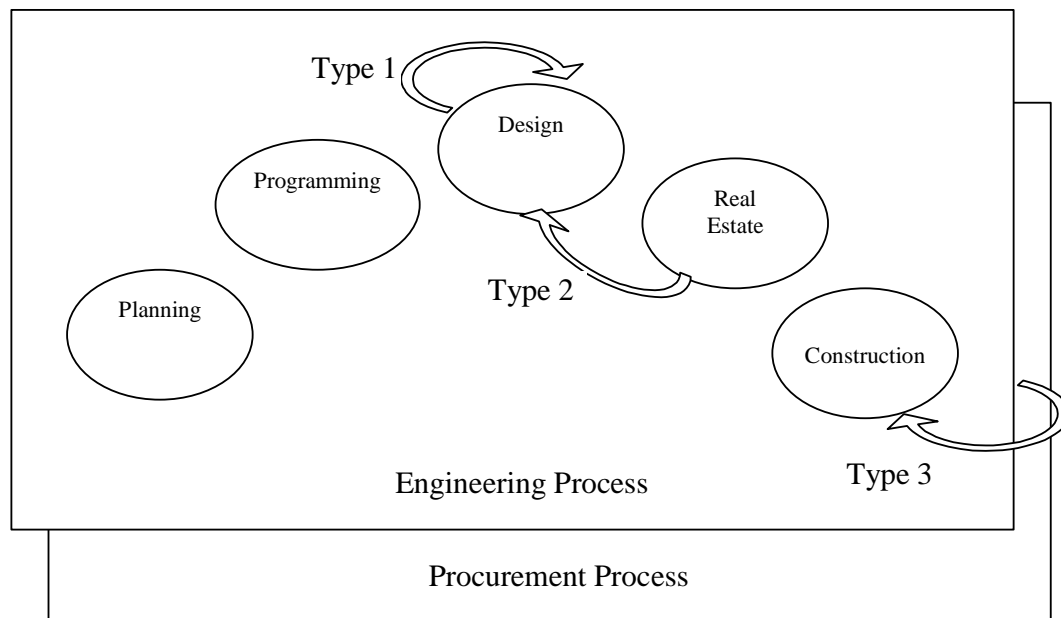 Type 1
Design
Programming
Real
Estate
Type 2
Planning
Construction
Type 3
Engineering Process
Procurement Process